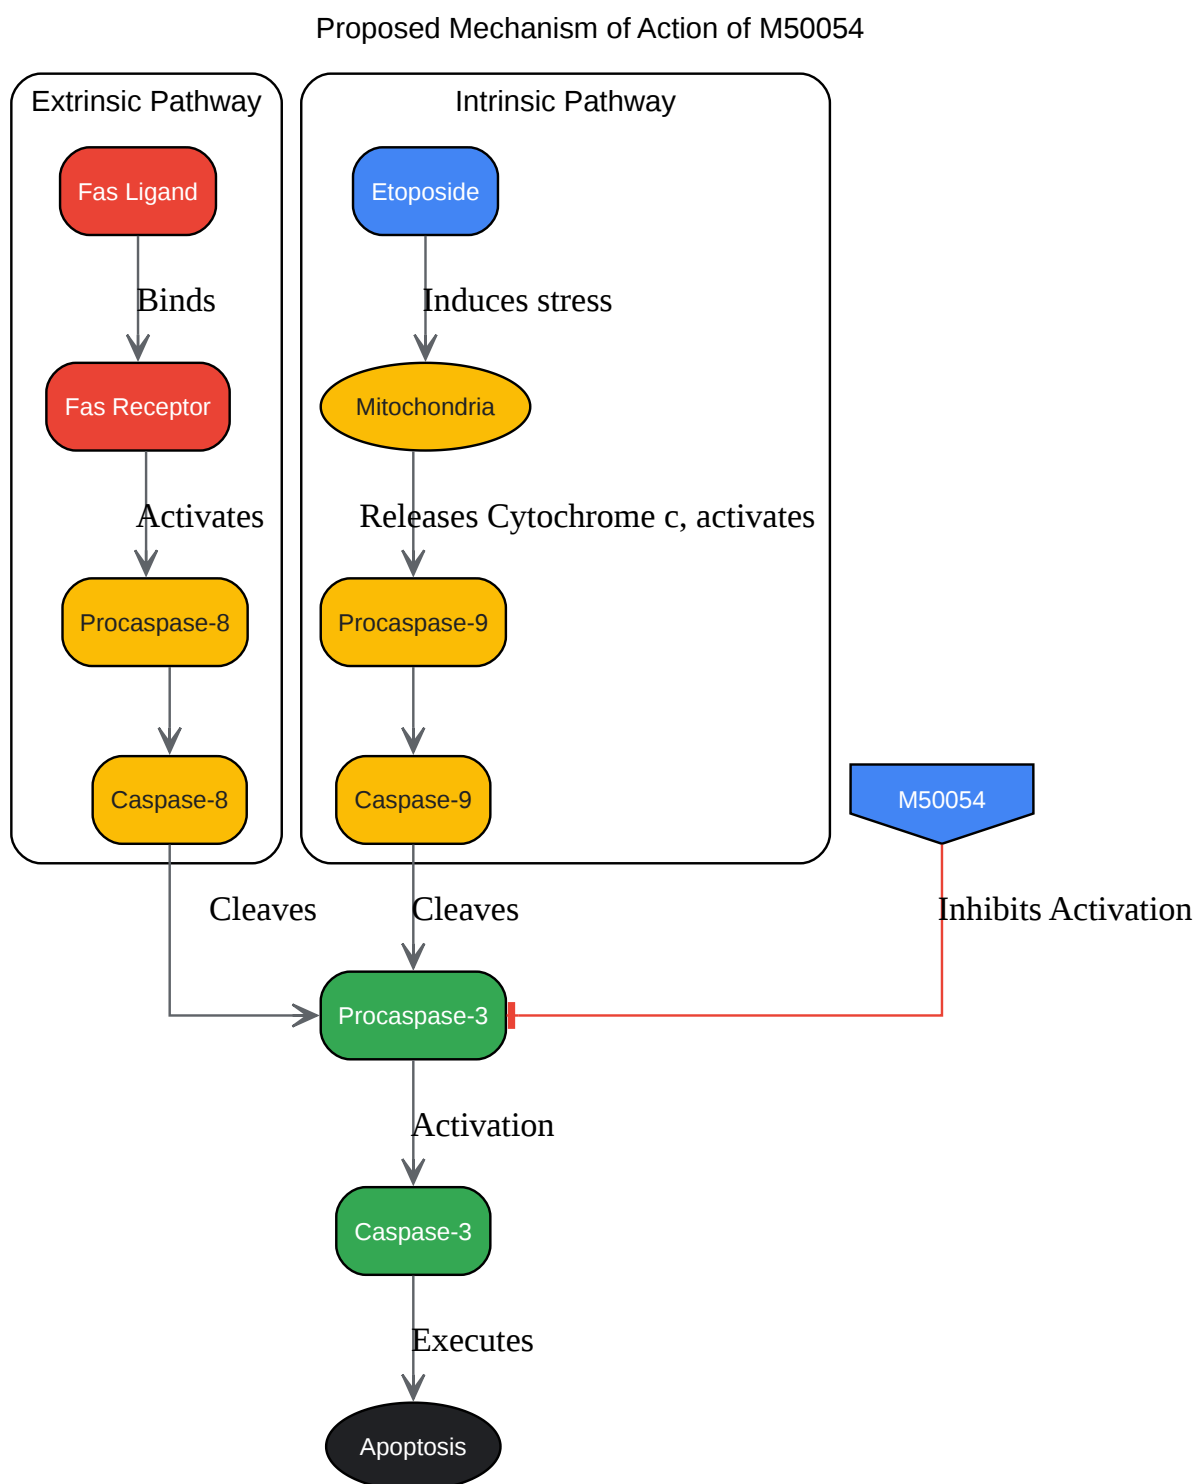 Proposed Mechanism of Action of M50054
Extrinsic Pathway
Intrinsic Pathway
Fas Ligand
Etoposide
Binds
Induces stress
Fas Receptor
Mitochondria
Activates
Releases Cytochrome c, activates
Procaspase-8
Procaspase-9
Caspase-8
Caspase-9
M50054
Cleaves
Cleaves
Inhibits Activation
Procaspase-3
Activation
Caspase-3
Executes
Apoptosis